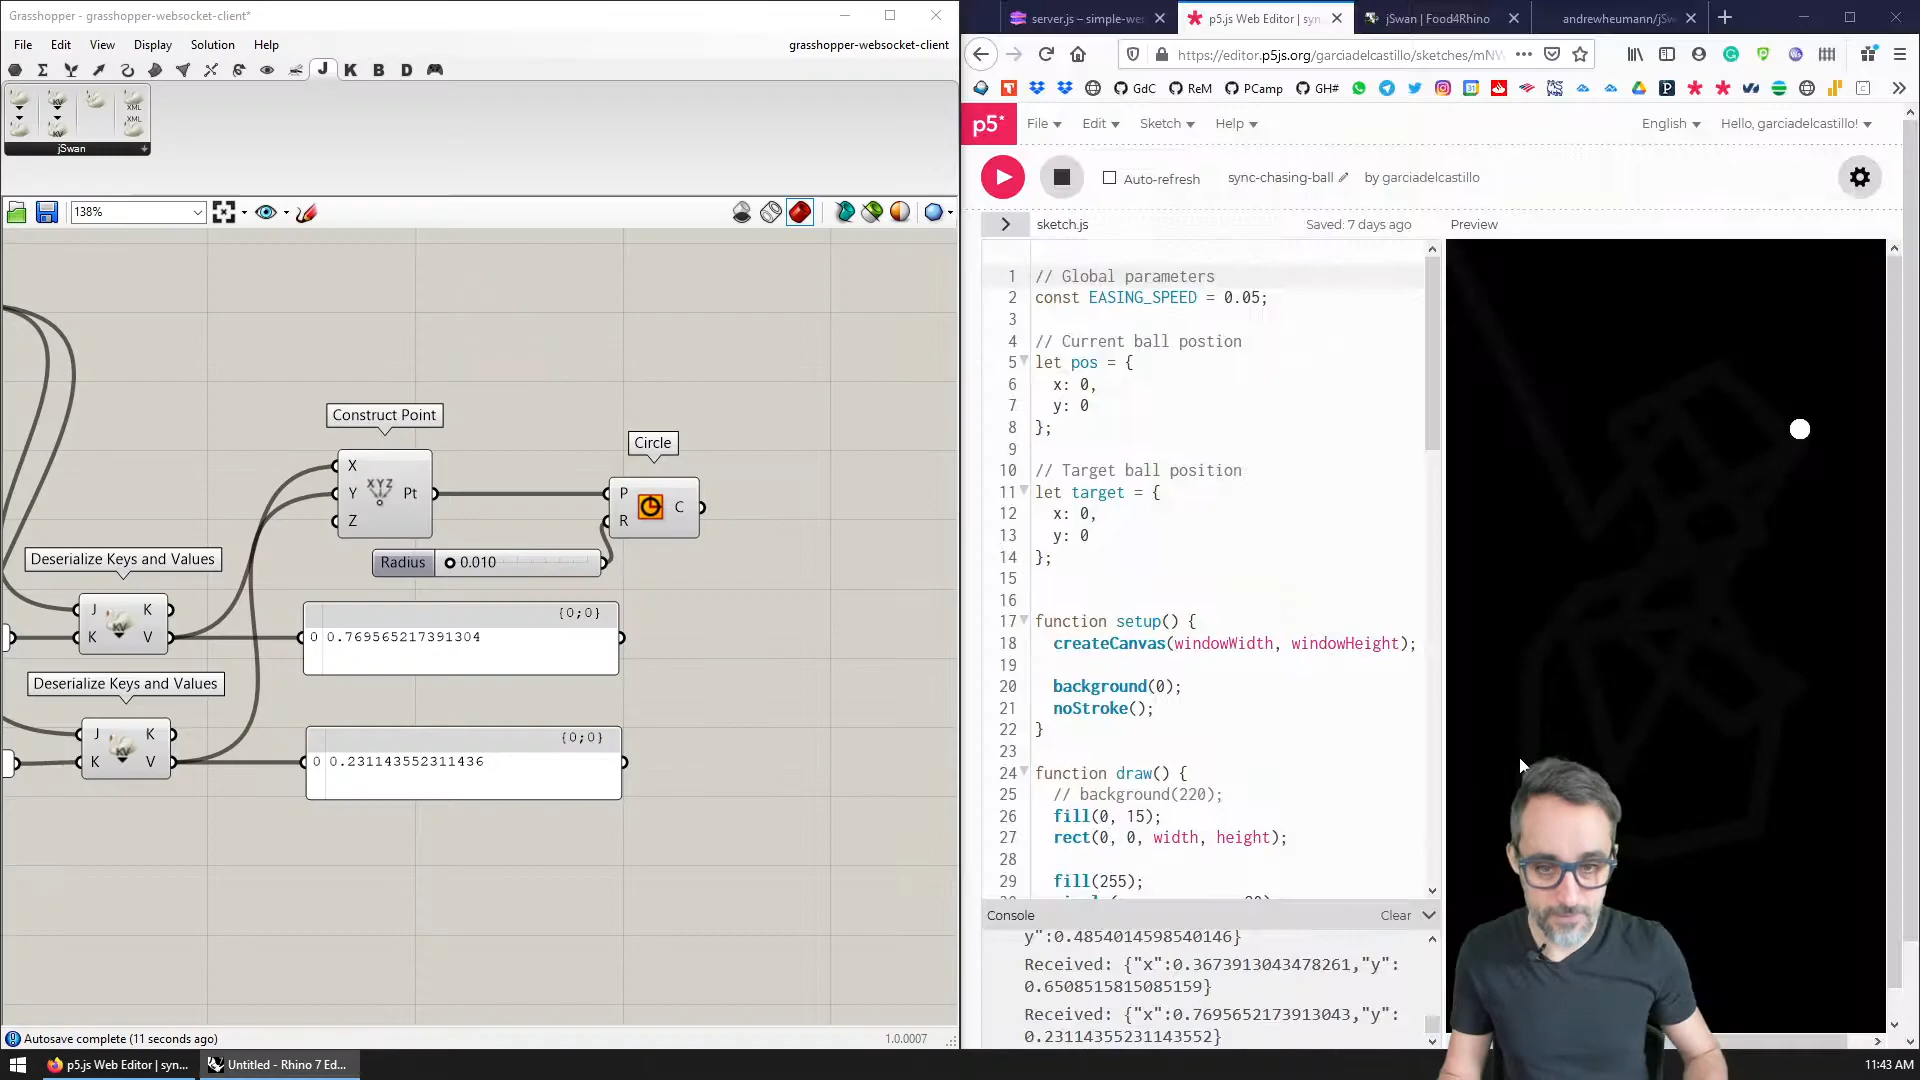 Grasshopper - grasshopper-websocket-client*
File Edit View Display Solution Help
grasshopper-websocket-client
J K B D
KV
XML
KV
XML
jSwan
138%
Construct Point
X
Y
Z
XYZ
Pt
Circle
P
R
C
Radius
0.010
Deserialize Keys and Values
J K
K V
{0;0}
0 0.769565217391304
Deserialize Keys and Values
J K
K V
{0;0}
0 0.231143552311436
Autosave complete (11 seconds ago)
1.0.0007
server.js – simple-we
p5.js Web Editor | syn
jSwan | Food4Rhino
andrewheumann/jSw
https://editor.p5js.org/garciadelcastillo/sketches/mNW
GdC ReM PCamp GH#
p5*
File Edit Sketch Help
English
Hello, garciadelcastillo!
Auto-refresh
sync-chasing-ball
by garciadelcastillo
sketch.js
Saved: 7 days ago
Preview
1 // Global parameters
2 const EASING_SPEED = 0.05;
3
4 // Current ball postion
5 let pos = {
6 x: 0,
7 y: 0
8 };
9
10 // Target ball position
11 let target = {
12 x: 0,
13 y: 0
14 };
15
16
17 function setup() {
18 createCanvas(windowWidth, windowHeight);
19
20 background(0);
21 noStroke();
22 }
23
24 function draw() {
25 // background(220);
26 fill(0, 15);
27 rect(0, 0, width, height);
28
29 fill(255);
Console
Clear
y":0.4854014598540146}
Received: {"x":0.3673913043478261,"y":
0.6508515815085159}
Received: {"x":0.7695652173913043,"y":
0.23114355231143552}
p5.js Web Editor | syn...
Untitled - Rhino 7 Ed...
11:43 AM